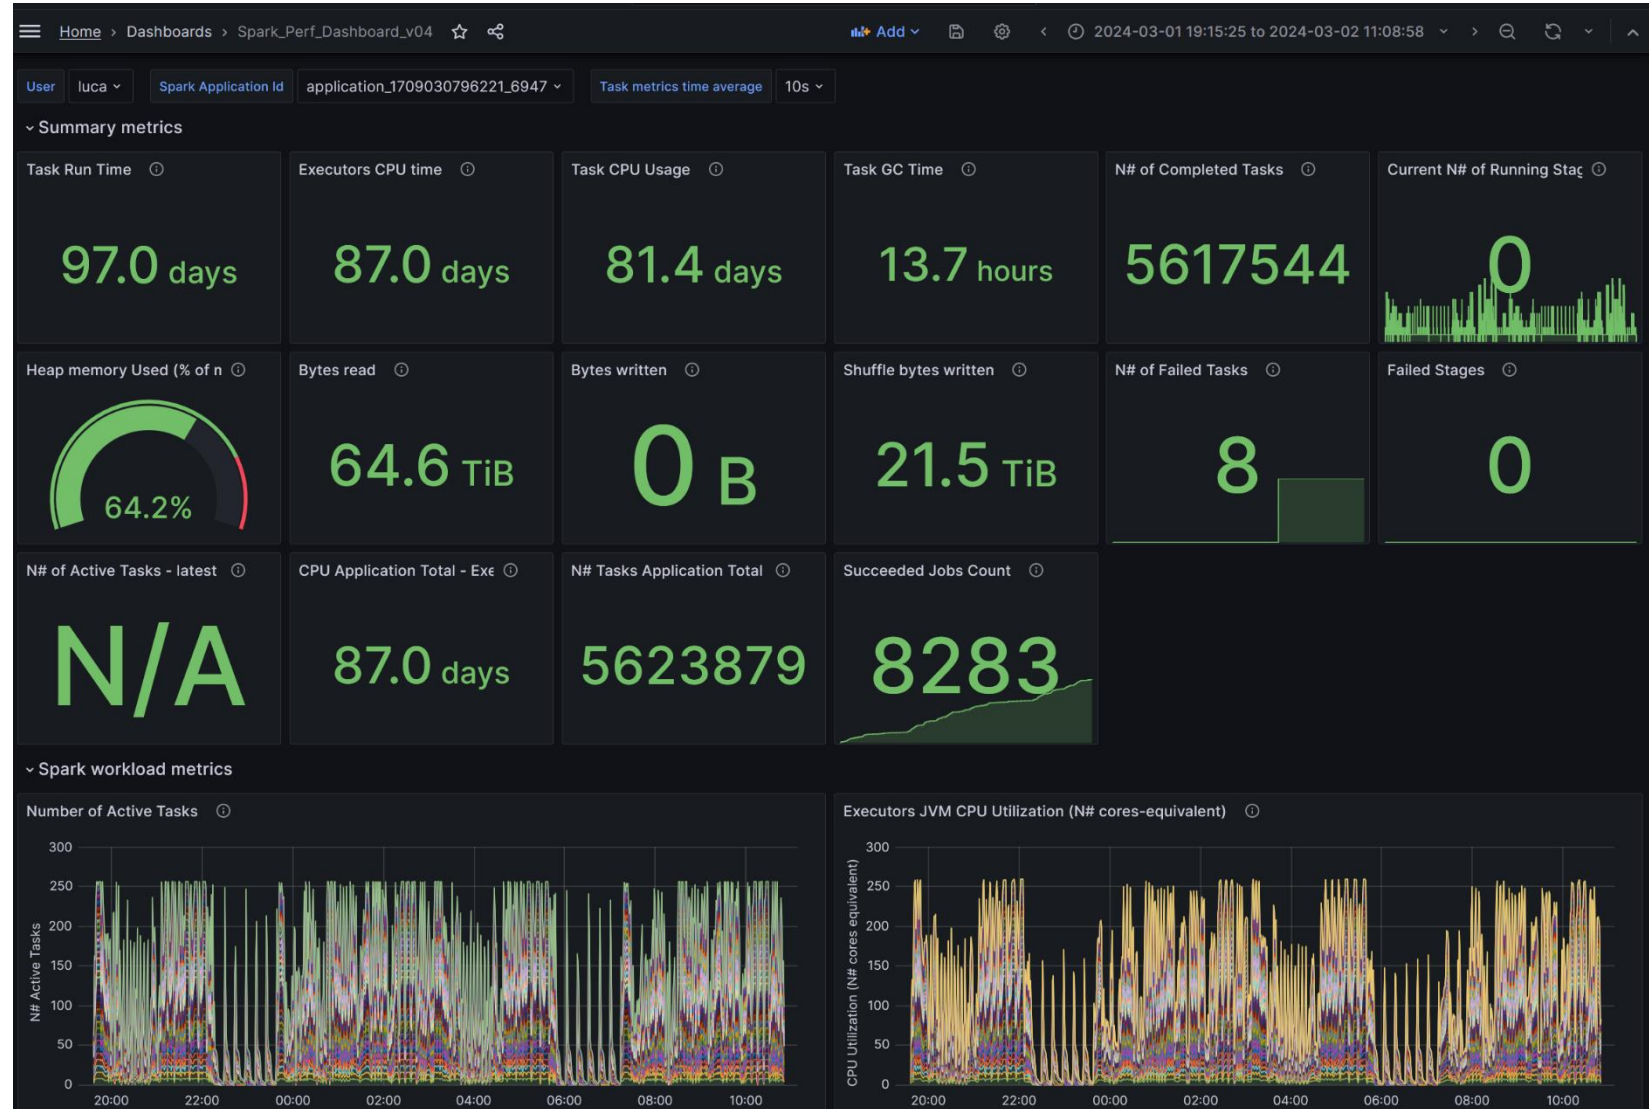 Home › Dashboards › Spark_Perf_Dashboard_v04
Add
2024-03-01 19:15:25 to 2024-03-02 11:08:58
User luca Spark Application Id application_1709030796221_6947 Task metrics time average 10s
Summary metrics
Task Run Time
97.0 days
Executors CPU time
87.0 days
Task CPU Usage
81.4 days
Task GC Time
13.7 hours
N# of Completed Tasks
5617544
Current N# of Running Stag
0
Heap memory Used (% of n
64.2%
Bytes read
64.6 TiB
Bytes written
0 B
Shuffle bytes written
21.5 TiB
N# of Failed Tasks
8
Failed Stages
0
N# of Active Tasks - latest
N/A
CPU Application Total - Exe
87.0 days
N# Tasks Application Total
5623879
Succeeded Jobs Count
8283
Spark workload metrics
Number of Active Tasks
N# Active Tasks
300
250
200
150
100
50
0
20:00 22:00 00:00 02:00 04:00 06:00 08:00 10:00
Executors JVM CPU Utilization (N# cores-equivalent)
CPU Utilization (N# cores equivalent)
300
250
200
150
100
50
0
20:00 22:00 00:00 02:00 04:00 06:00 08:00 10:00